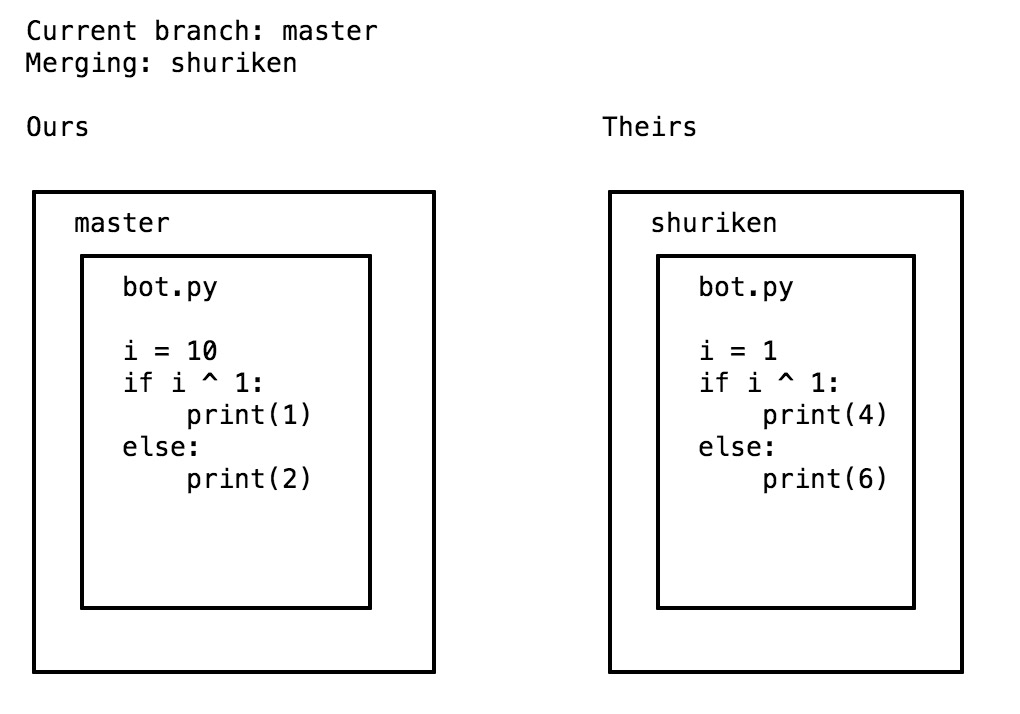 Current branch: master
Merging: shuriken
Ours
Theirs
master
bot.py
i = 10
if i ^ 1:
    print(1)
else:
    print(2)
shuriken
bot.py
i = 1
if i ^ 1:
    print(4)
else:
    print(6)